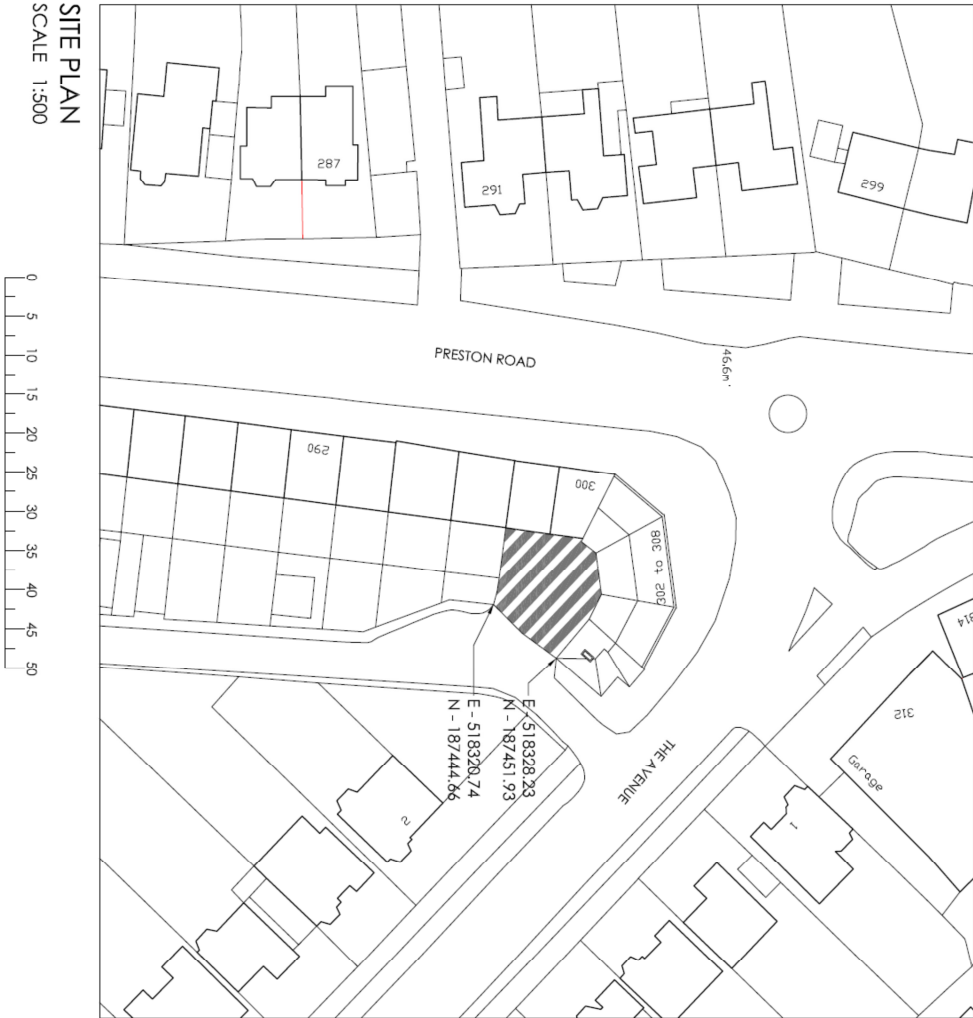 SITE PLAN
SCALE 1:500
0
5
10
15
20
25
30
35
40
45
50
287
291
299
PRESTON ROAD
46.6m
290
300
302 to 308
E - 518328.23
N - 187451.93
E - 518320.74
N - 187444.66
THE AVENUE
314
312
Garage
1
2